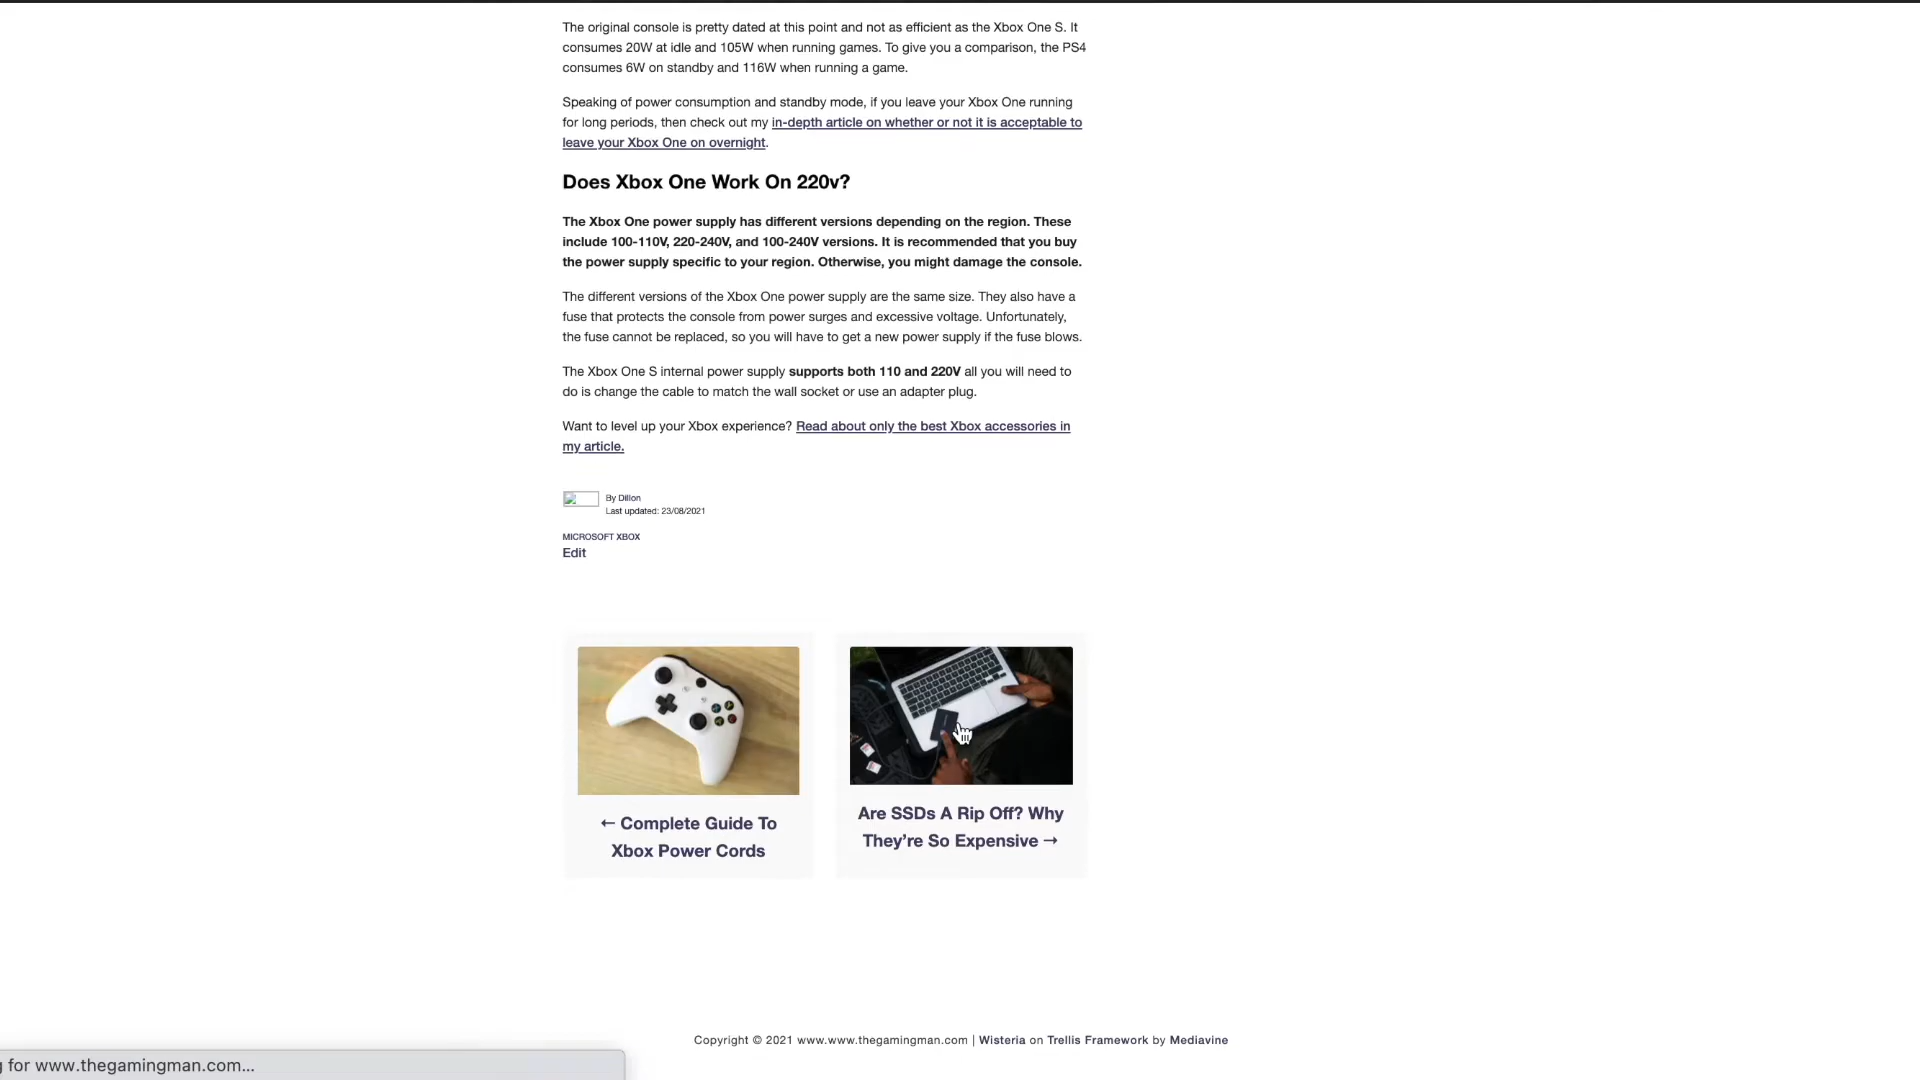 The original console is pretty dated at this point and not as efficient as the Xbox One S. It
consumes 20W at idle and 105W when running games. To give you a comparison, the PS4
consumes 6W on standby and 116W when running a game.
Speaking of power consumption and standby mode, if you leave your Xbox One running
for long periods, then check out my in-depth article on whether or not it is acceptable to
leave your Xbox One on overnight.
Does Xbox One Work On 220v?
The Xbox One power supply has different versions depending on the region. These
include 100-110V, 220-240V, and 100-240V versions. It is recommended that you buy
the power supply specific to your region. Otherwise, you might damage the console.
The different versions of the Xbox One power supply are the same size. They also have a
fuse that protects the console from power surges and excessive voltage. Unfortunately,
the fuse cannot be replaced, so you will have to get a new power supply if the fuse blows.
The Xbox One S internal power supply supports both 110 and 220V all you will need to
do is change the cable to match the wall socket or use an adapter plug.
Want to level up your Xbox experience? Read about only the best Xbox accessories in
my article.
By Dillon
Last updated: 23/08/2021
MICROSOFT XBOX
Edit
← Complete Guide To
Xbox Power Cords
Are SSDs A Rip Off? Why
They’re So Expensive →
Copyright © 2021 www.www.thegamingman.com | Wisteria on Trellis Framework by Mediavine
g for www.thegamingman.com...